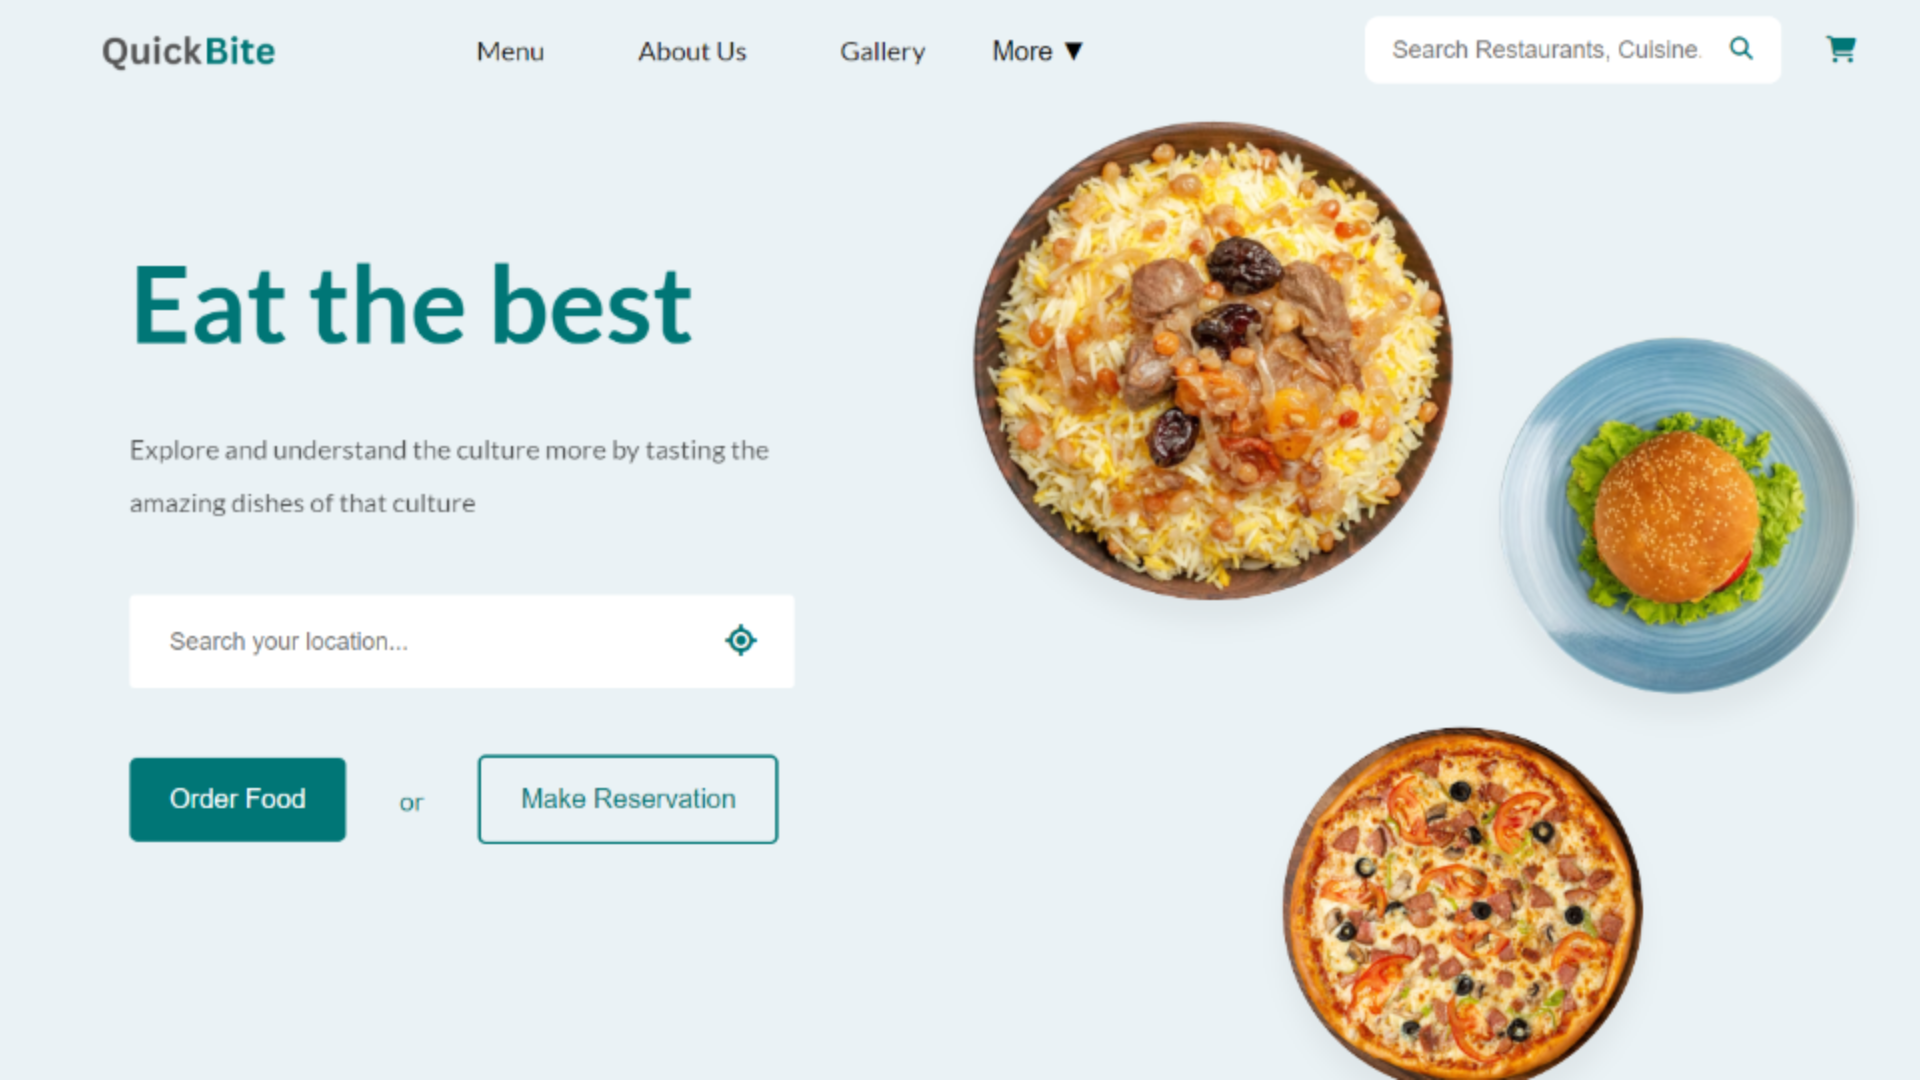 QuickBite
Menu
About Us
Gallery
More ▼
Search Restaurants, Cuisine.
Eat the best
Explore and understand the culture more by tasting the
amazing dishes of that culture
Search your location...
Order Food
or
Make Reservation